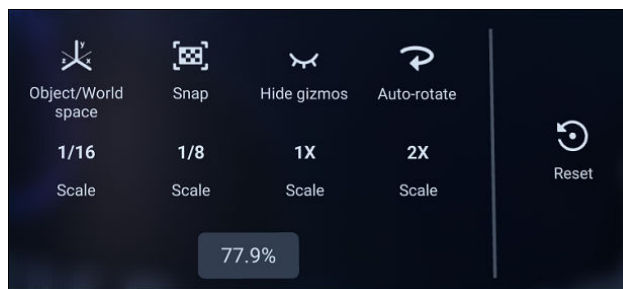 y
z x
Object/World
space
Snap
Hide gizmos
Auto-rotate
1/16
1/8
1X
2X
Scale
Scale
Scale
Scale
77.9%
Reset